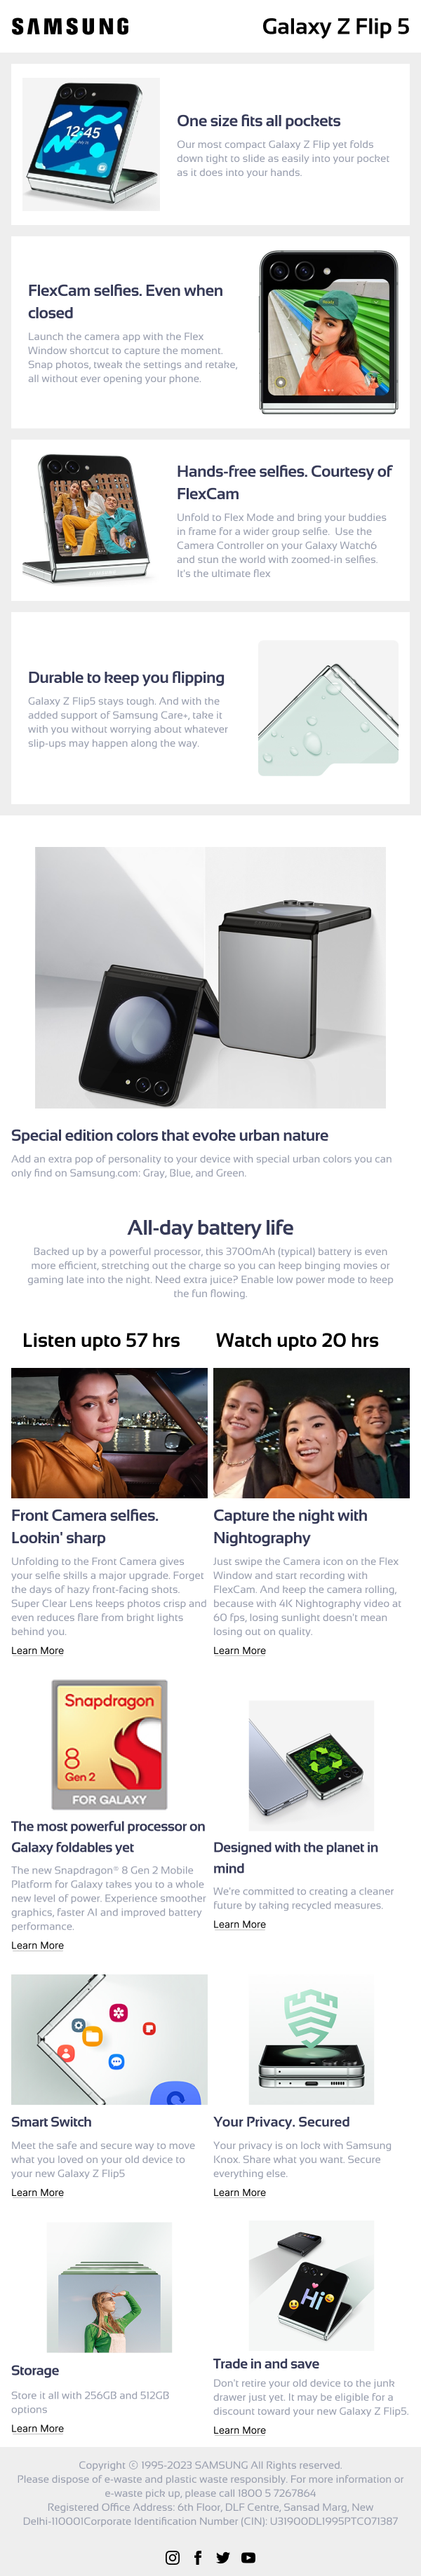 SAMSUNG
Galaxy Z Flip 5
12:45
One size fits all pockets
Our most compact Galaxy Z Flip yet folds
down tight to slide as easily into your pocket
as it does into your hands.
FlexCam selfies. Even when
closed
Launch the camera app with the Flex
Window shortcut to capture the moment.
Snap photos, tweak the settings and retake,
all without ever opening your phone.
Hands-free selfies. Courtesy of
FlexCam
Unfold to Flex Mode and bring your buddies
in frame for a wider group selfie. Use the
Camera Controller on your Galaxy Watch6
and stun the world with zoomed-in selfies.
It's the ultimate flex
Durable to keep you flipping
Galaxy Z Flip5 stays tough. And with the
added support of Samsung Care+, take it
with you without worrying about whatever
slip-ups may happen along the way.
Special edition colors that evoke urban nature
Add an extra pop of personality to your device with special urban colors you can
only find on Samsung.com: Gray, Blue, and Green.
All-day battery life
Backed up by a powerful processor, this 3700mAh (typical) battery is even
more efficient, stretching out the charge so you can keep binging movies or
gaming late into the night. Need extra juice? Enable low power mode to keep
the fun flowing.
Listen upto 57 hrs
Watch upto 20 hrs
Front Camera selfies.
Lookin' sharp
Unfolding to the Front Camera gives
your selfie skills a major upgrade. Forget
the days of hazy front-facing shots.
Super Clear Lens keeps photos crisp and
even reduces flare from bright lights
behind you.
Learn More
Capture the night with
Nightography
Just swipe the Camera icon on the Flex
Window and start recording with
FlexCam. And keep the camera rolling,
because with 4K Nightography video at
60 fps, losing sunlight doesn't mean
losing out on quality.
Learn More
Snapdragon
8
Gen 2
FOR GALAXY
The most powerful processor on
Galaxy foldables yet
The new Snapdragon® 8 Gen 2 Mobile
Platform for Galaxy takes you to a whole
new level of power. Experience smoother
graphics, faster AI and improved battery
performance.
Learn More
Designed with the planet in
mind
We're committed to creating a cleaner
future by taking recycled measures.
Learn More
Smart Switch
Meet the safe and secure way to move
what you loved on your old device to
your new Galaxy Z Flip5
Learn More
Your Privacy. Secured
Your privacy is on lock with Samsung
Knox. Share what you want. Secure
everything else.
Learn More
Storage
Store it all with 256GB and 512GB
options
Learn More
Hi
Trade in and save
Don't retire your old device to the junk
drawer just yet. It may be eligible for a
discount toward your new Galaxy Z Flip5.
Learn More
Copyright © 1995-2023 SAMSUNG All Rights reserved.
Please dispose of e-waste and plastic waste responsibly. For more information or
e-waste pick up, please call 1800 5 7267864
Registered Office Address: 6th Floor, DLF Centre, Sansad Marg, New
Delhi-110001Corporate Identification Number (CIN): U31900DL1995PTC071387